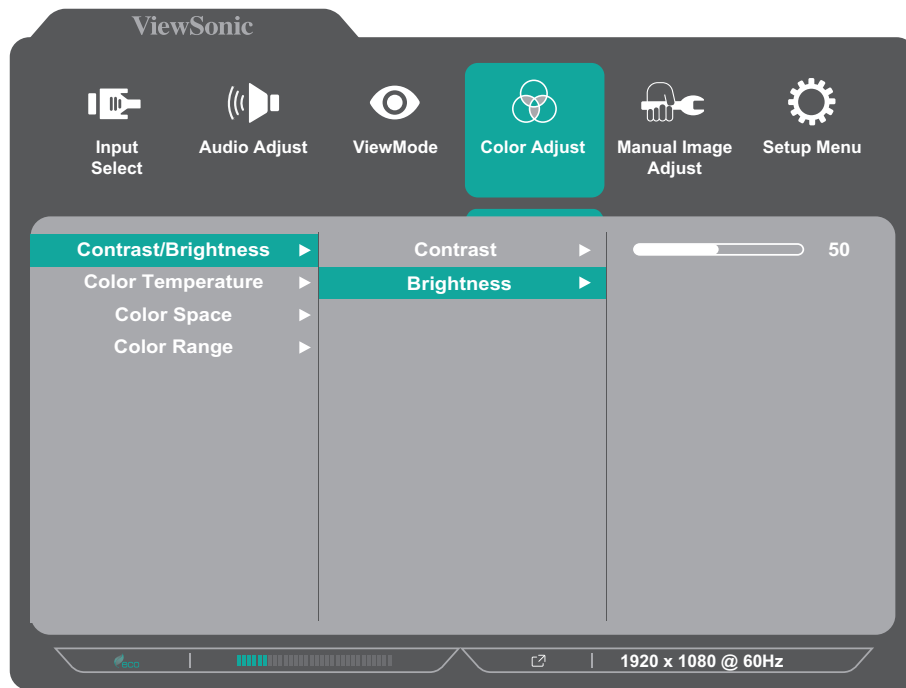 ViewSonic
Input
Select
Audio Adjust
ViewMode
Color Adjust
Manual Image
Adjust
Setup Menu
Contrast/Brightness
Contrast
50
Color Temperature
Brightness
Color Space
Color Range
eco
1920 x 1080 @ 60Hz